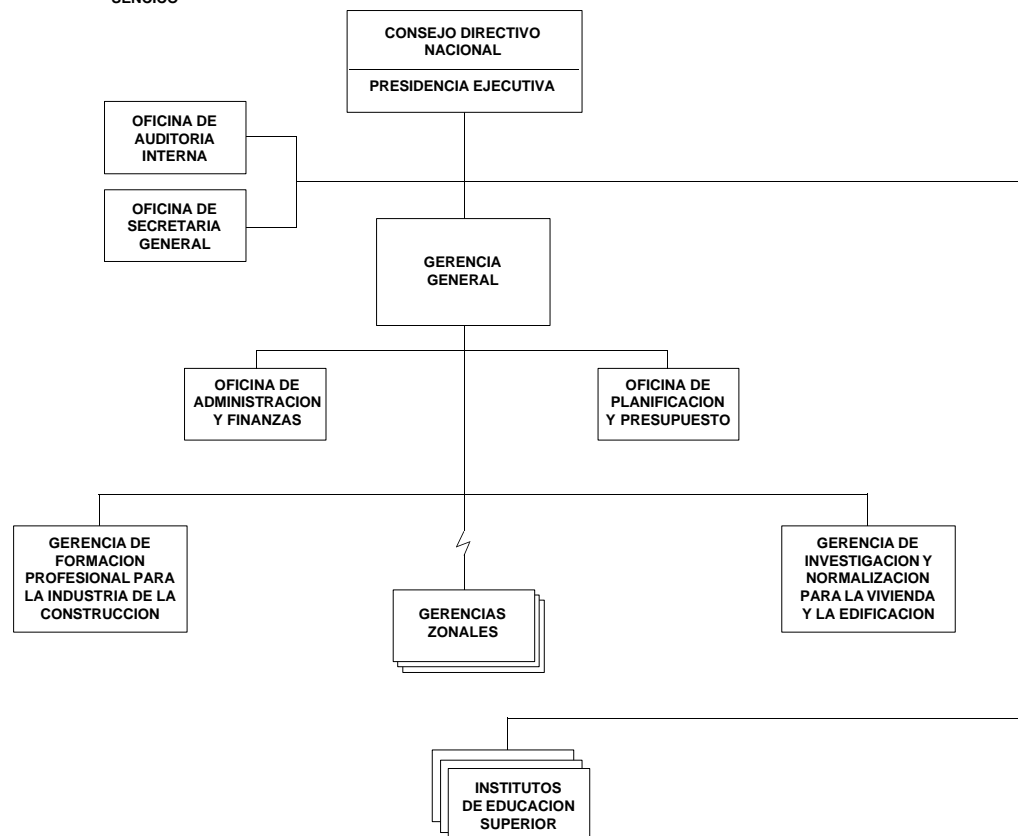 SENCICO
CONSEJO DIRECTIVO
NACIONAL
PRESIDENCIA EJECUTIVA
OFICINA DE
AUDITORIA
INTERNA
OFICINA DE
SECRETARIA
GENERAL
GERENCIA
GENERAL
OFICINA DE
ADMINISTRACION
Y FINANZAS
OFICINA DE
PLANIFICACION
Y PRESUPUESTO
GERENCIA DE
FORMACION
PROFESIONAL PARA
LA INDUSTRIA DE LA
CONSTRUCCION
GERENCIAS
ZONALES
GERENCIA DE
INVESTIGACION Y
NORMALIZACION
PARA LA VIVIENDA
Y LA EDIFICACION
INSTITUTOS
DE EDUCACION
SUPERIOR